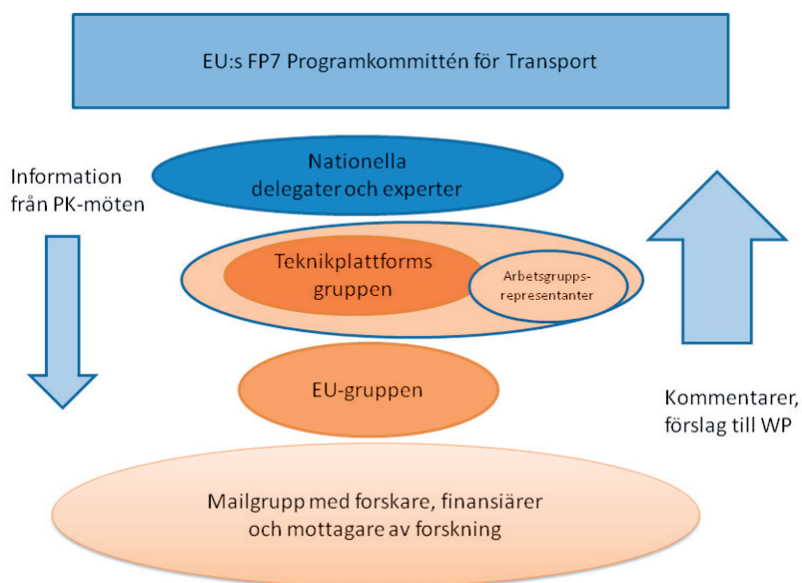 EU:s FP7 Programkommittén för Transport
Nationella
delegater och experter
Information
från PK-möten
Teknikplattforms
gruppen
Arbetsgrupps-
representanter
EU-gruppen
Kommentarer,
förslag till WP
Mailgrupp med forskare, finansiärer
och mottagare av forskning